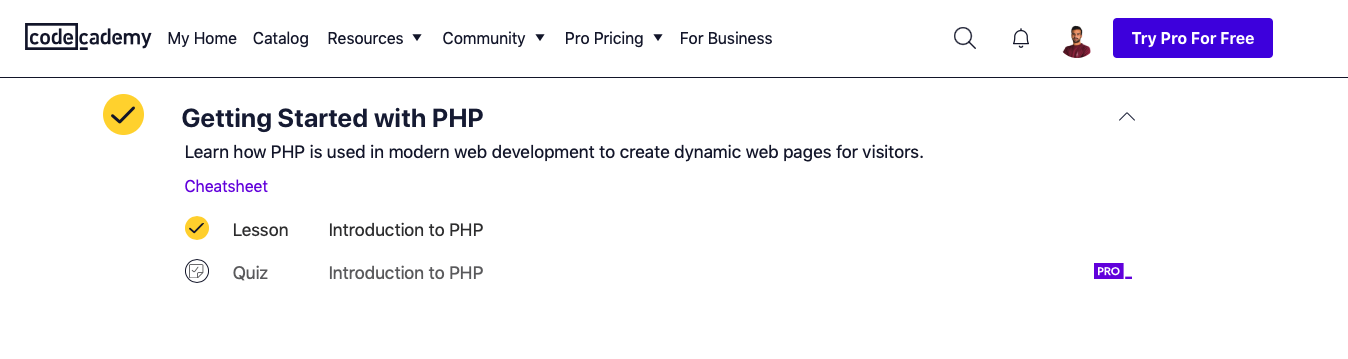 codecademy My Home Catalog Resources Community Pro Pricing For Business Try Pro For Free
Getting Started with PHP
Learn how PHP is used in modern web development to create dynamic web pages for visitors.
Cheatsheet
Lesson Introduction to PHP
Quiz Introduction to PHP PRO